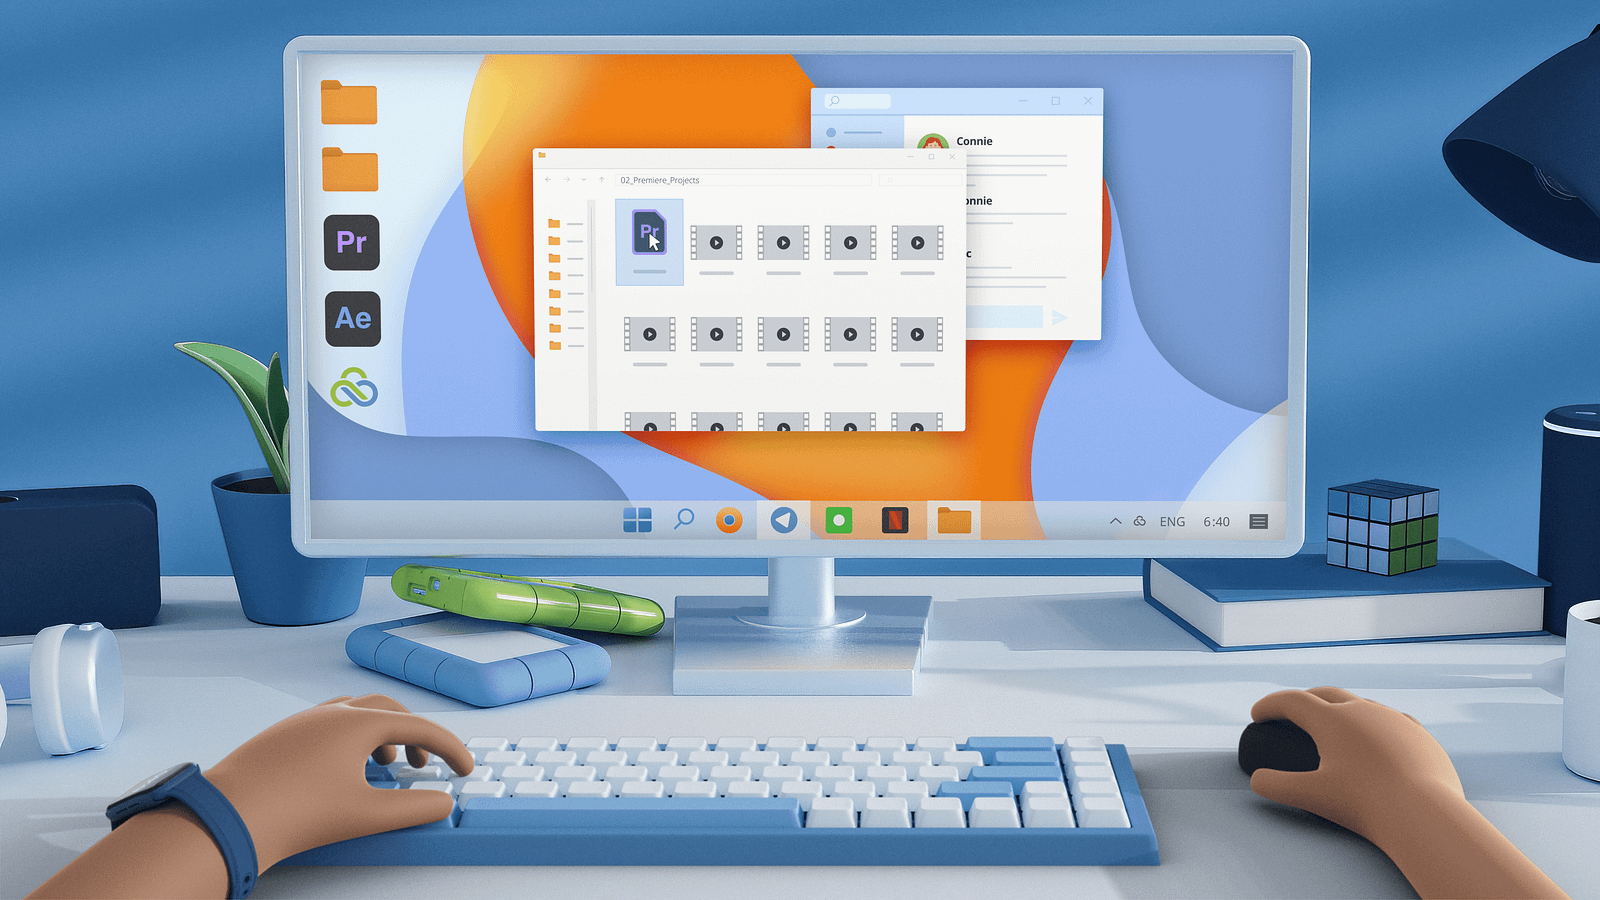 Pr
Ae
02_Premiere_Projects
Pr
Connie
onnie
c
ENG 6:40